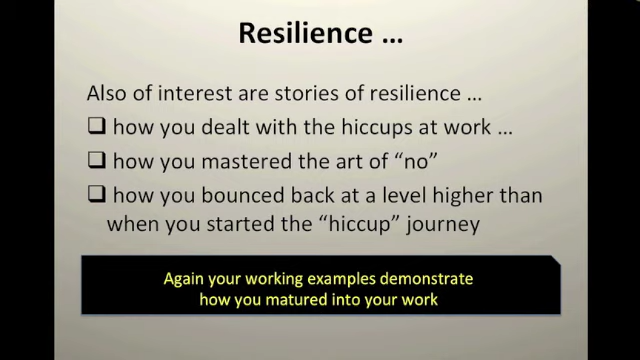 Resilience …
Also of interest are stories of resilience …
❑ how you dealt with the hiccups at work …
❑ how you mastered the art of “no”
❑ how you bounced back at a level higher than
when you started the “hiccup” journey
Again your working examples demonstrate
how you matured into your work